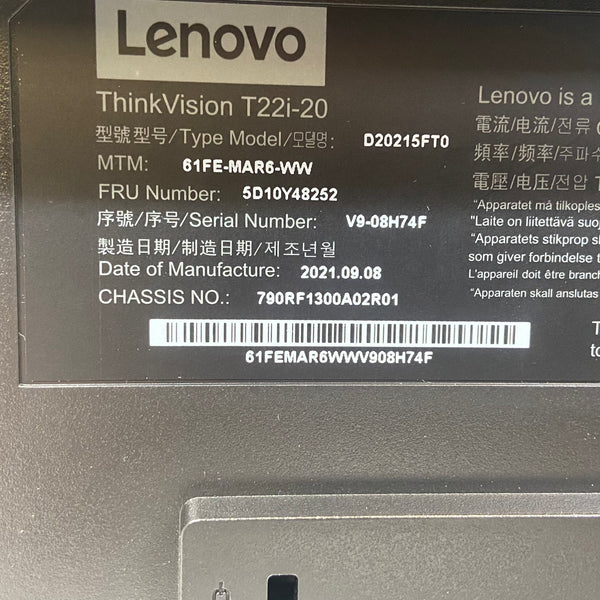 Lenovo
ThinkVision T22i-20
型號型号/Type Model/모델명: D20215FT0
MTM: 61FE-MAR6-WW
FRU Number: 5D10Y48252
序號/序号/Serial Number: V9-08H74F
製造日期/制造日期/제조년월
Date of Manufacture: 2021.09.08
CHASSIS NO.: 790RF1300A02R01
61FEMAR6WWV908H74F
Lenovo is a
電流/电流/전류
頻率/频率/주파수
電壓/电压/전압
"Apparatet må tilkoples
"Laite on liitettävä suoj
"Apparatets stikprop sk
som giver forbindelse t
L'appareil doit être branch
"Apparaten skall anslutas
to